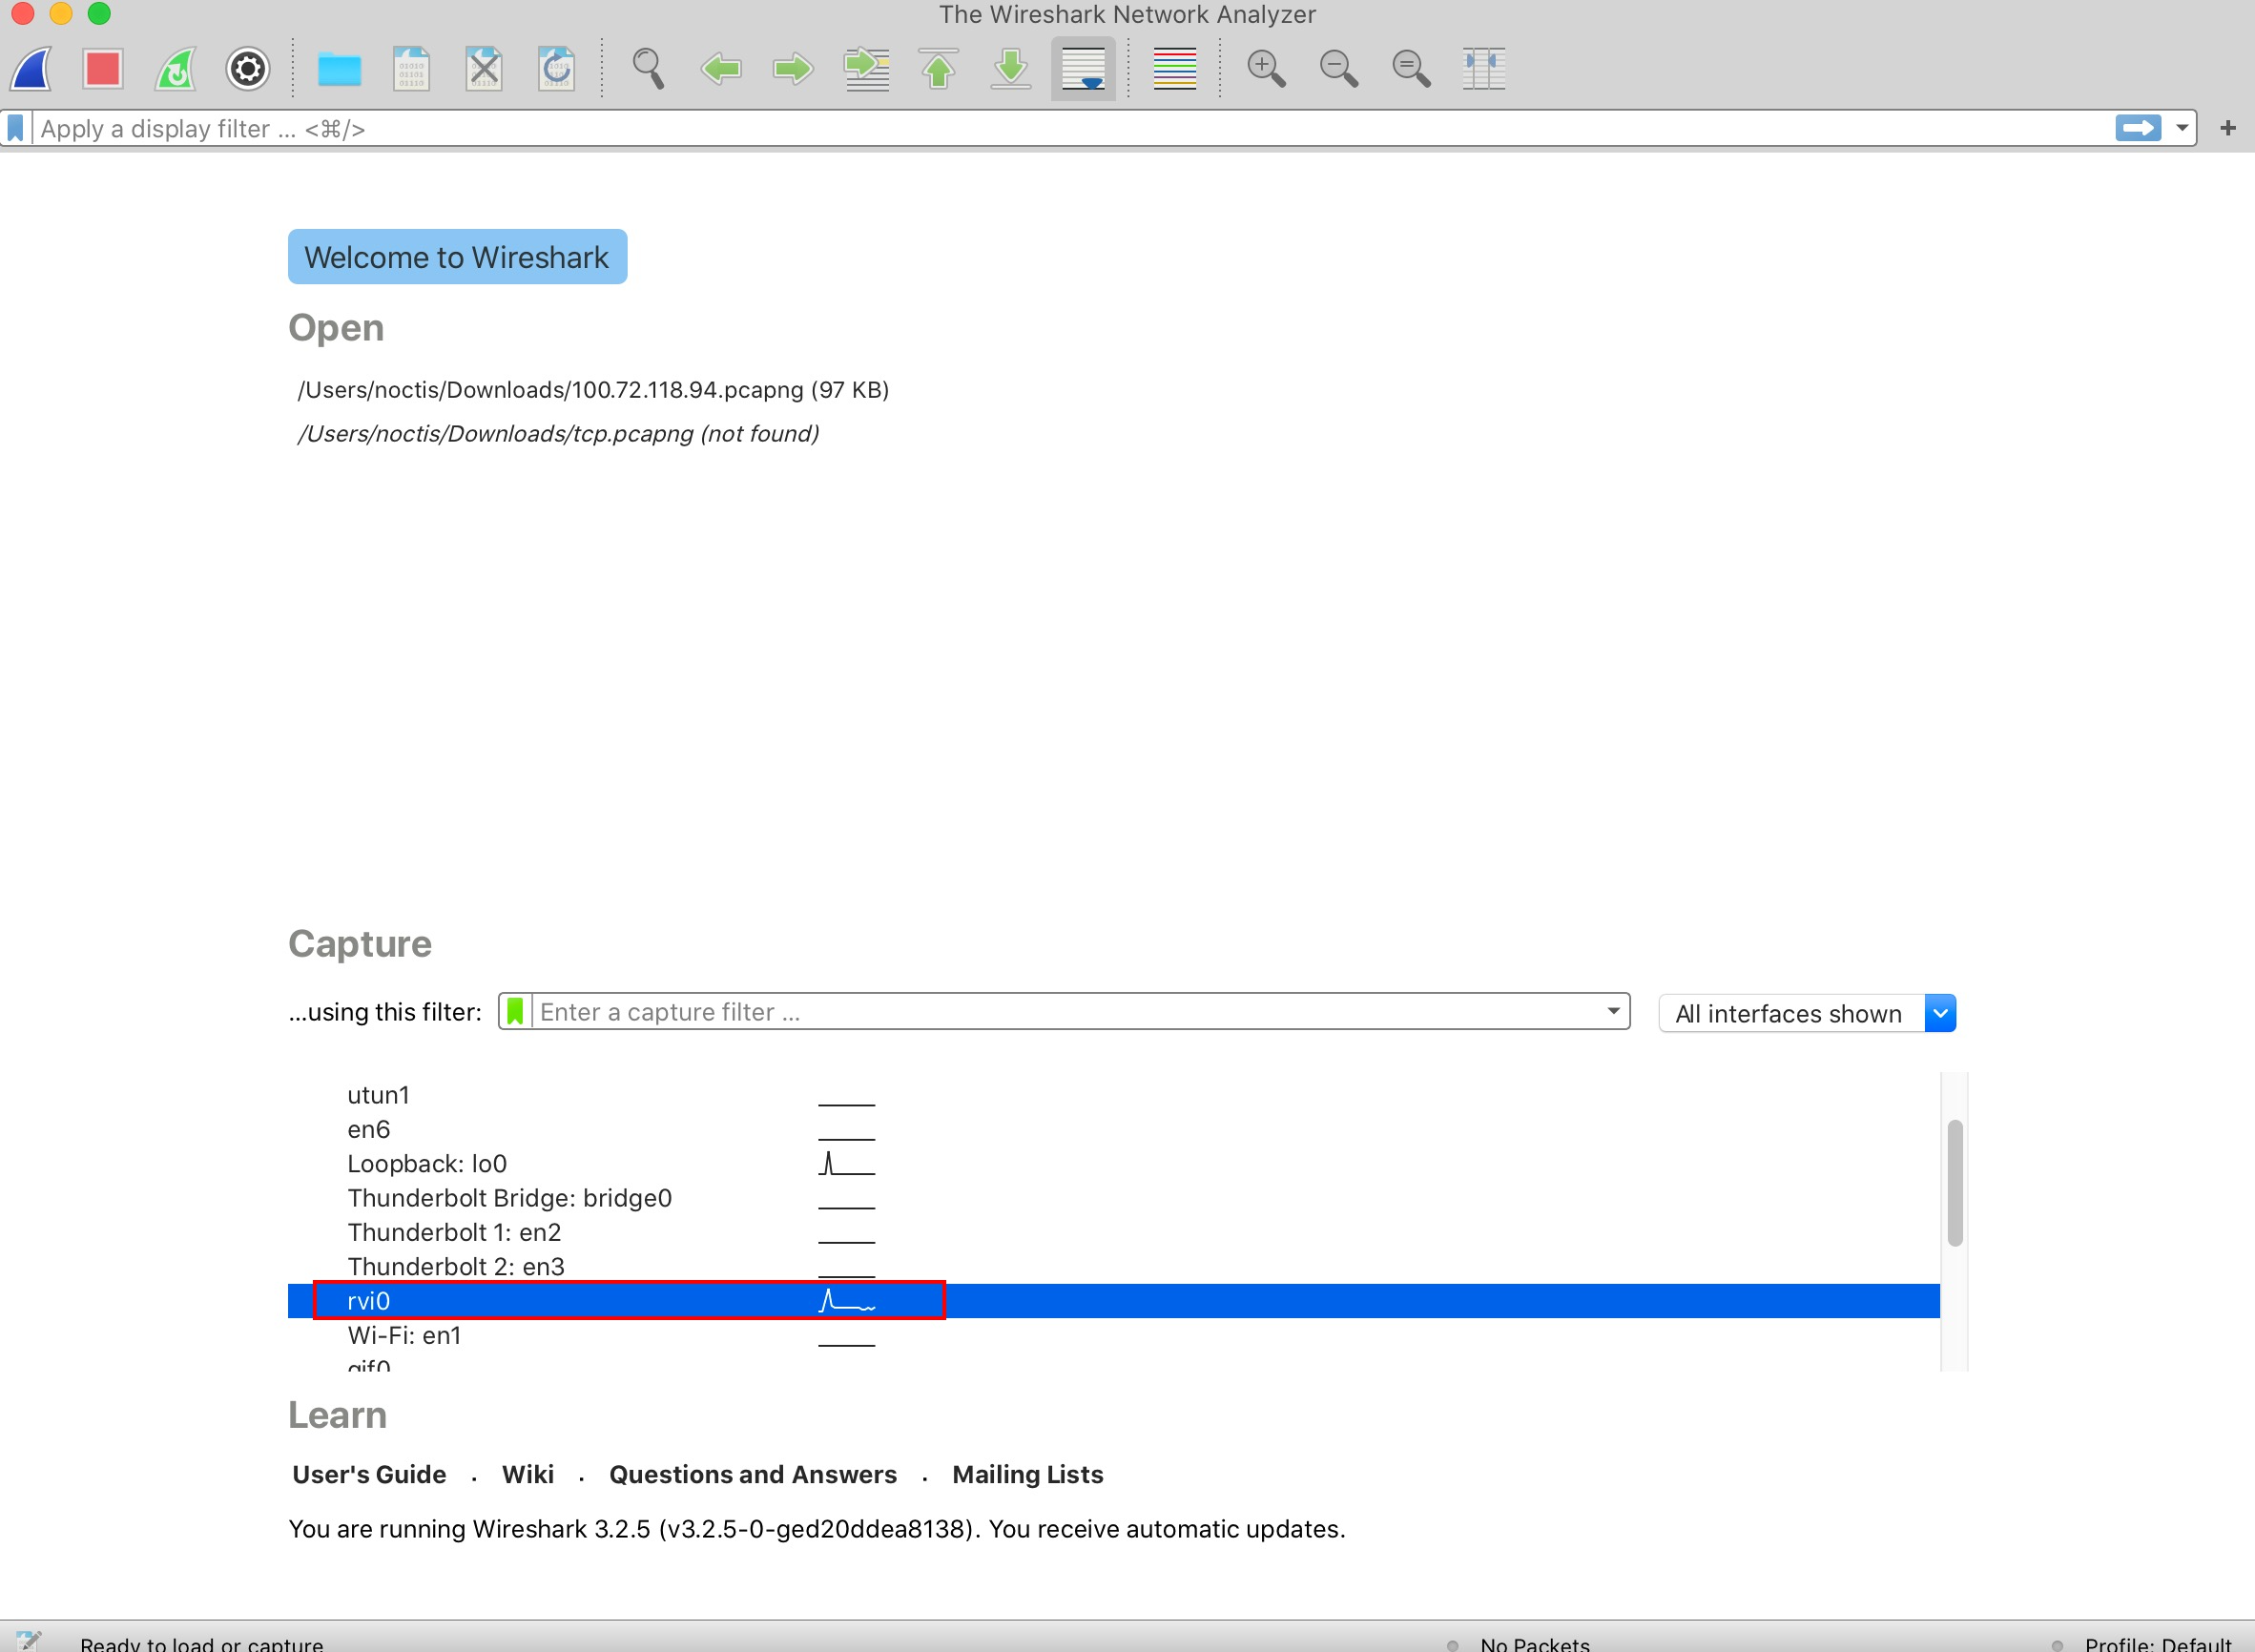 The Wireshark Network Analyzer
Apply a display filter ... <⌘/>
+
Welcome to Wireshark
Open
/Users/noctis/Downloads/100.72.118.94.pcapng (97 KB)
/Users/noctis/Downloads/tcp.pcapng (not found)
Capture
...using this filter: Enter a capture filter ... All interfaces shown
utun1
en6
Loopback: lo0
Thunderbolt Bridge: bridge0
Thunderbolt 1: en2
Thunderbolt 2: en3
rvi0
Wi-Fi: en1
gif0
Learn
User's Guide · Wiki · Questions and Answers · Mailing Lists
You are running Wireshark 3.2.5 (v3.2.5-0-ged20ddea8138). You receive automatic updates.
Ready to load or capture No Packets Profile: Default